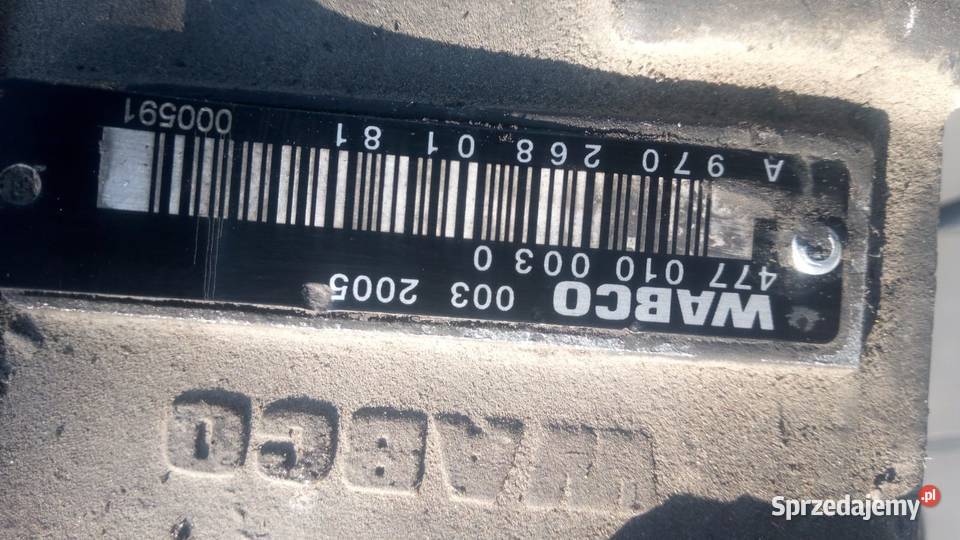 WABCO 003 2005
477 010 003 0
A 970 268 01 81
000591
WABCO
Sprzedajemy.pl